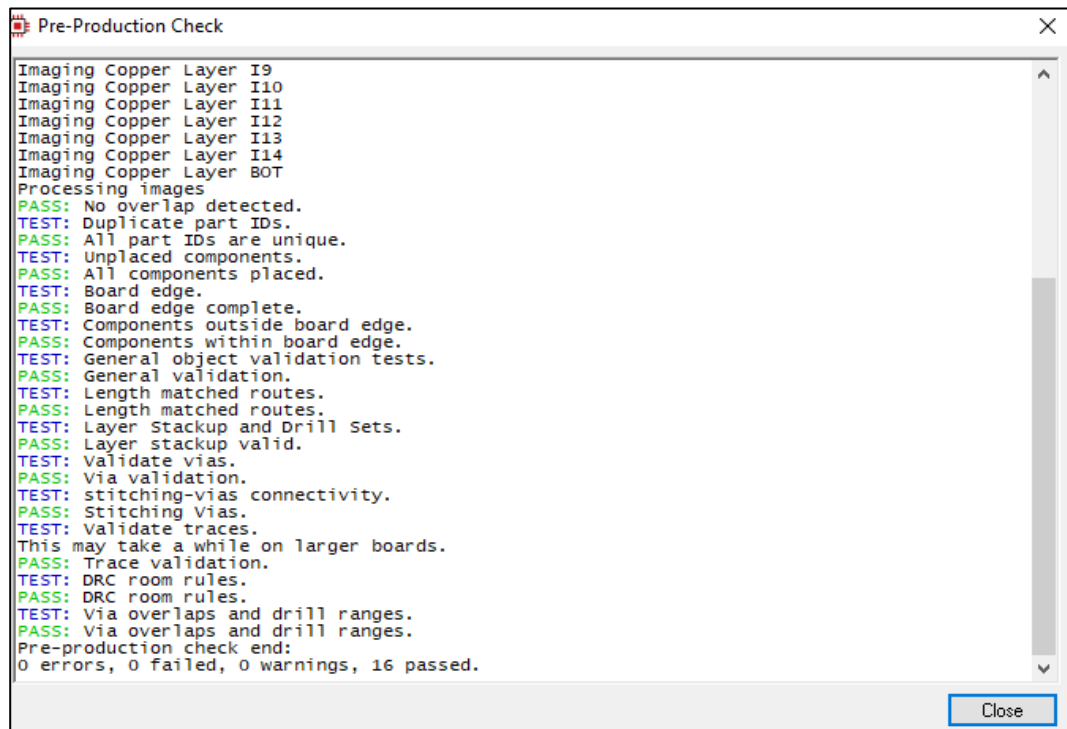 Pre-Production Check
Imaging Copper Layer I9
Imaging Copper Layer I10
Imaging Copper Layer I11
Imaging Copper Layer I12
Imaging Copper Layer I13
Imaging Copper Layer I14
Imaging Copper Layer BOT
Processing images
PASS: No overlap detected.
TEST: Duplicate part IDs.
PASS: All part IDs are unique.
TEST: Unplaced components.
PASS: All components placed.
TEST: Board edge.
PASS: Board edge complete.
TEST: Components outside board edge.
PASS: Components within board edge.
TEST: General object validation tests.
PASS: General validation.
TEST: Length matched routes.
PASS: Length matched routes.
TEST: Layer Stackup and Drill Sets.
PASS: Layer stackup valid.
TEST: Validate vias.
PASS: Via validation.
TEST: stitching-vias connectivity.
PASS: Stitching Vias.
TEST: Validate traces.
This may take a while on larger boards.
PASS: Trace validation.
TEST: DRC room rules.
PASS: DRC room rules.
TEST: Via overlaps and drill ranges.
PASS: Via overlaps and drill ranges.
Pre-production check end:
0 errors, 0 failed, 0 warnings, 16 passed.
Close